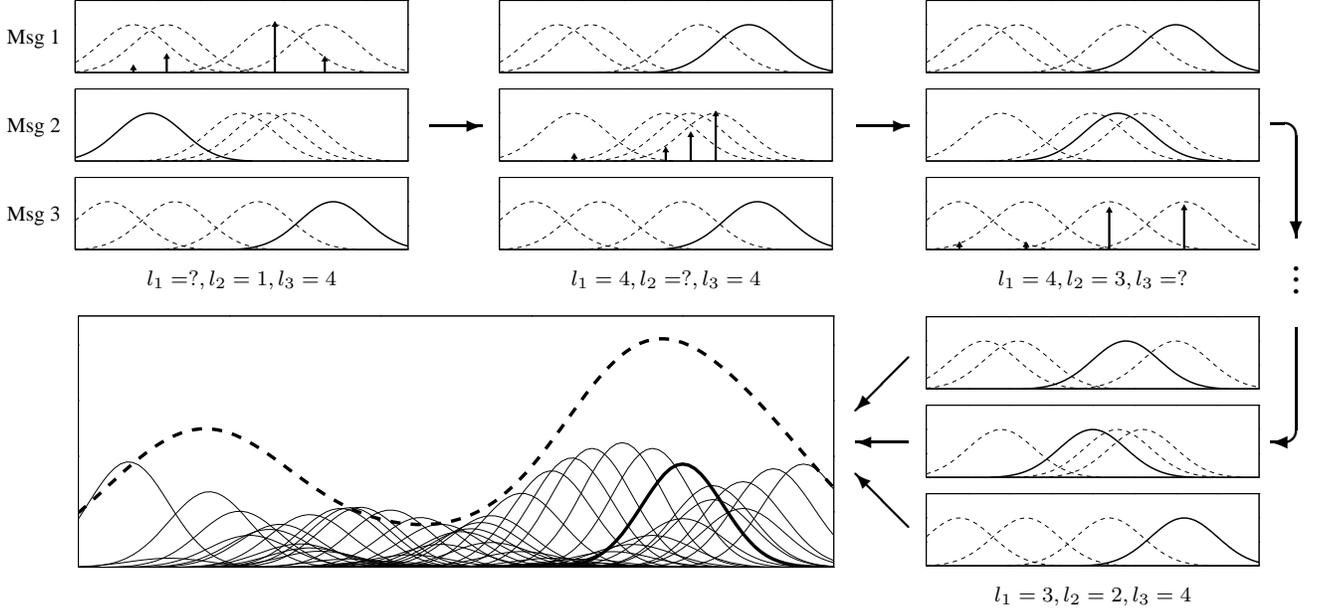 Msg 1
Msg 2
Msg 3
l₁ =?, l₂ = 1, l₃ = 4
l₁ = 4, l₂ =?, l₃ = 4
l₁ = 4, l₂ = 3, l₃ =?
l₁ = 3, l₂ = 2, l₃ = 4